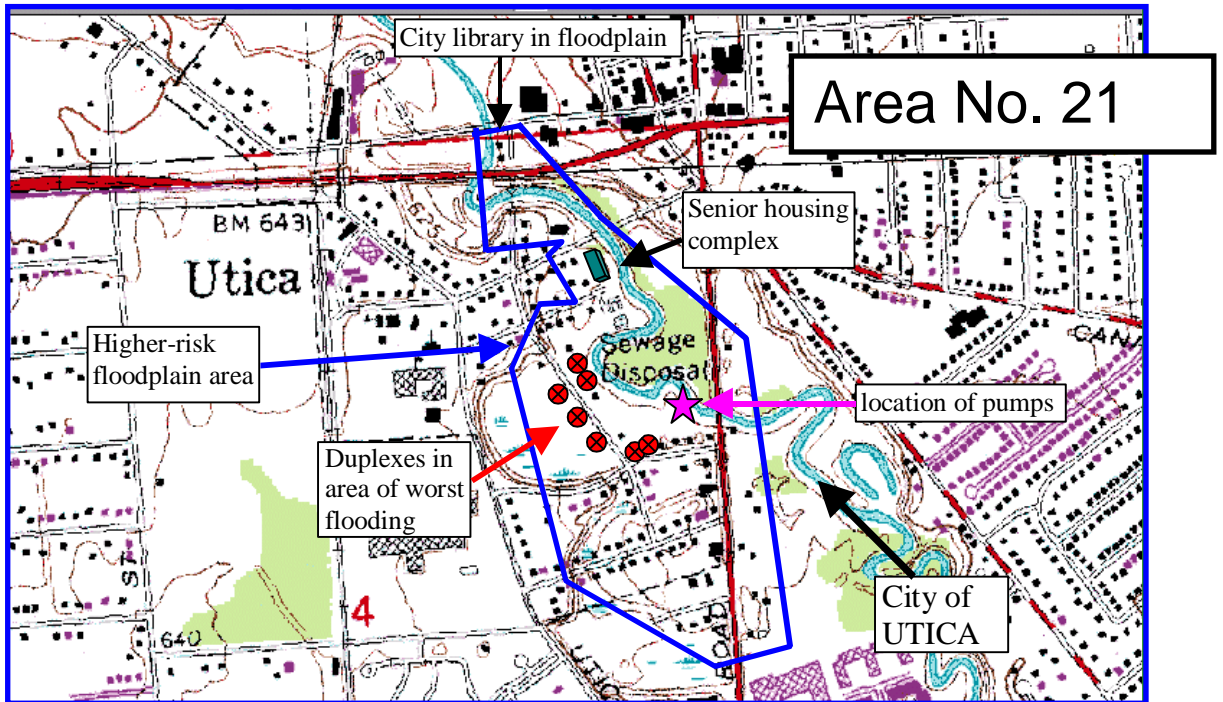 City library in floodplain
Area No. 21
Senior housing
complex
BM 643
625
Utica
Higher-risk
floodplain area
Sewage
Disposal
location of pumps
Duplexes in
area of worst
flooding
City of
UTICA
ST
4
640